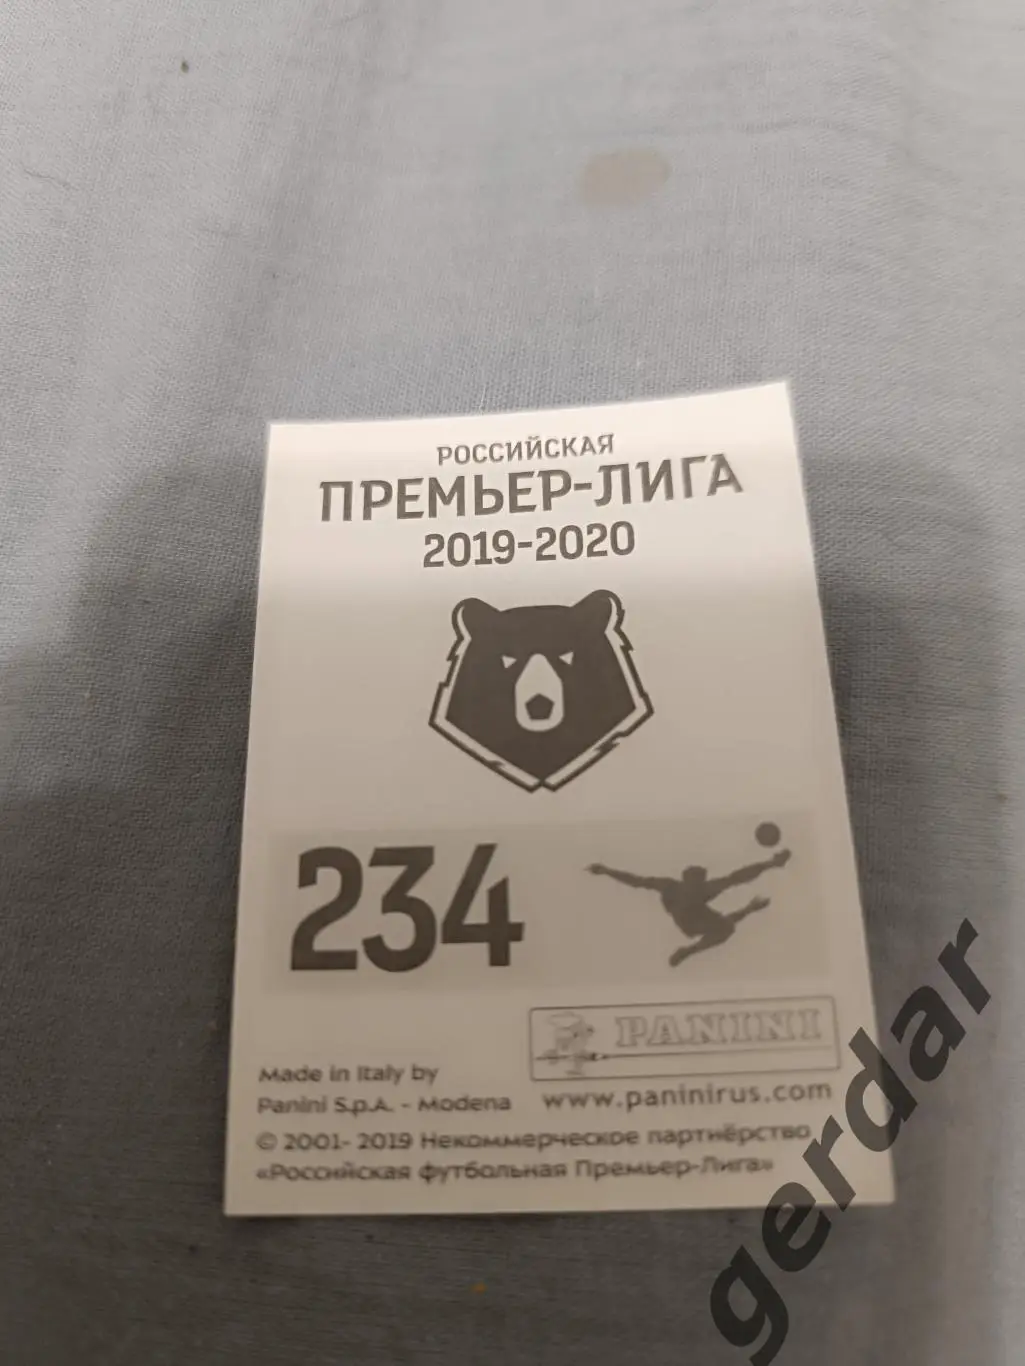 РОССИЙСКАЯ
ПРЕМЬЕР-ЛИГА
2019-2020
234
PANINI
Made in Italy by
Panini S.p.A. - Modena
www.paninirus.com
© 2001- 2019 Некоммерческое партнёрство
«Российская футбольная Премьер-Лига»
gerdar